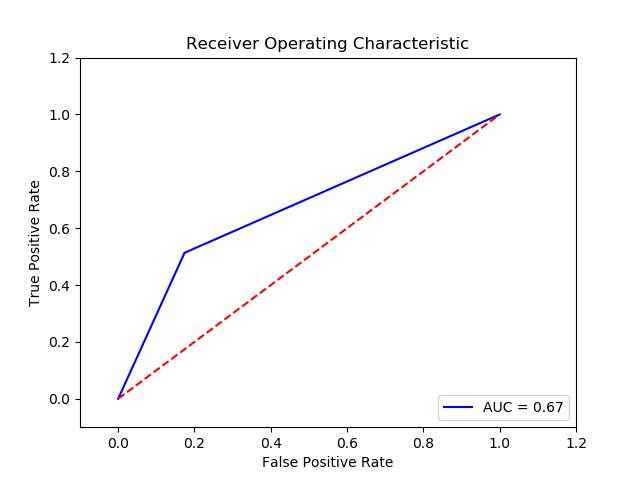 Receiver Operating Characteristic
1.2
1.0
0.8
0.6
0.4
0.2
0.0
True Positive Rate
AUC = 0.67
0.0 0.2 0.4 0.6 0.8 1.0 1.2
False Positive Rate